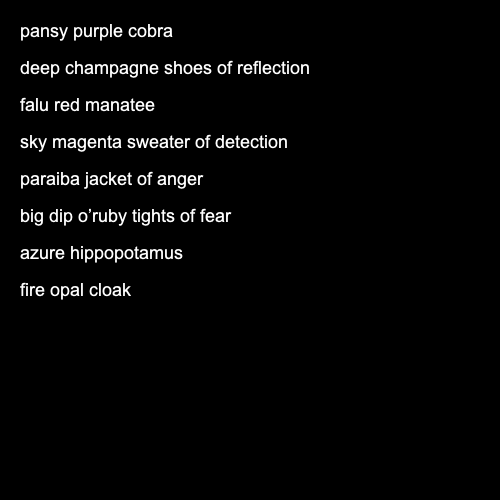 pansy purple cobra
deep champagne shoes of reflection
falu red manatee
sky magenta sweater of detection
paraiba jacket of anger
big dip o’ruby tights of fear
azure hippopotamus
fire opal cloak